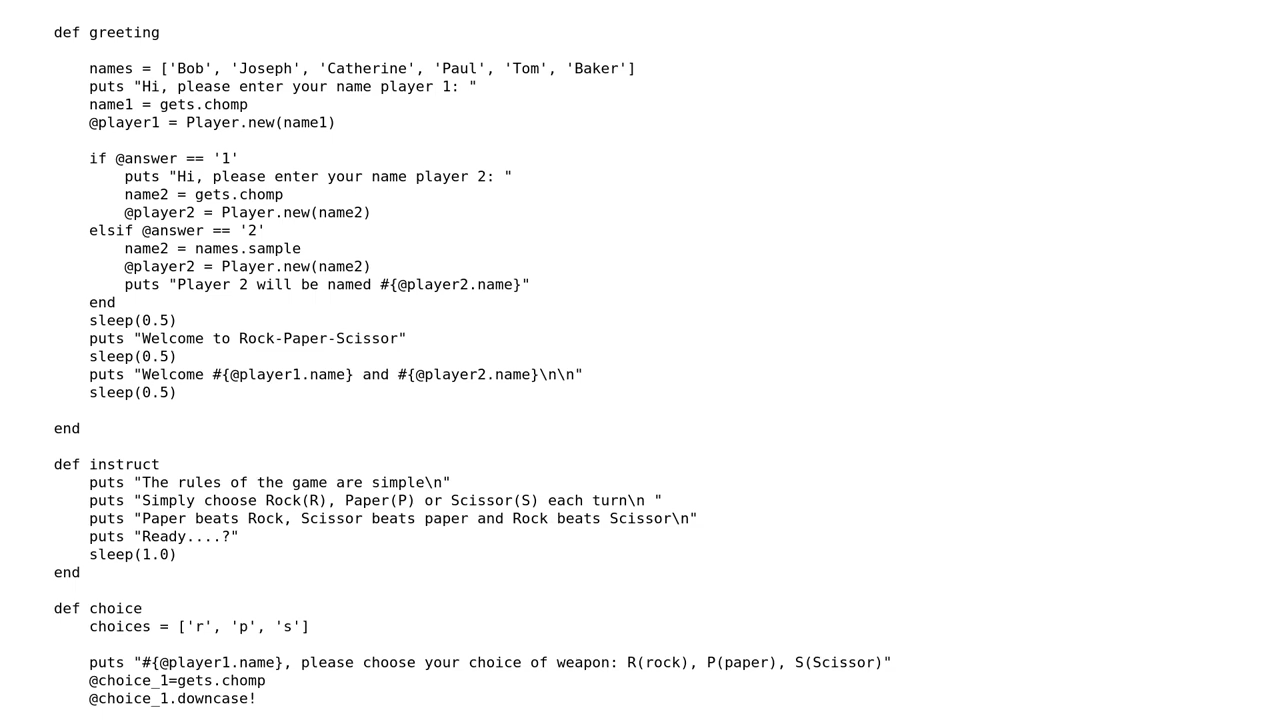 def greeting
names = ['Bob', 'Joseph', 'Catherine', 'Paul', 'Tom', 'Baker']
puts "Hi, please enter your name player 1: "
name1 = gets.chomp
@player1 = Player.new(name1)
if @answer == '1'
puts "Hi, please enter your name player 2: "
name2 = gets.chomp
@player2 = Player.new(name2)
elsif @answer == '2'
name2 = names.sample
@player2 = Player.new(name2)
puts "Player 2 will be named #{@player2.name}"
end
sleep(0.5)
puts "Welcome to Rock-Paper-Scissor"
sleep(0.5)
puts "Welcome #{@player1.name} and #{@player2.name}\n\n"
sleep(0.5)
end
def instruct
puts "The rules of the game are simple\n"
puts "Simply choose Rock(R), Paper(P) or Scissor(S) each turn\n "
puts "Paper beats Rock, Scissor beats paper and Rock beats Scissor\n"
puts "Ready....?"
sleep(1.0)
end
def choice
choices = ['r', 'p', 's']
puts "#{@player1.name}, please choose your choice of weapon: R(rock), P(paper), S(Scissor)"
@choice_1=gets.chomp
@choice_1.downcase!